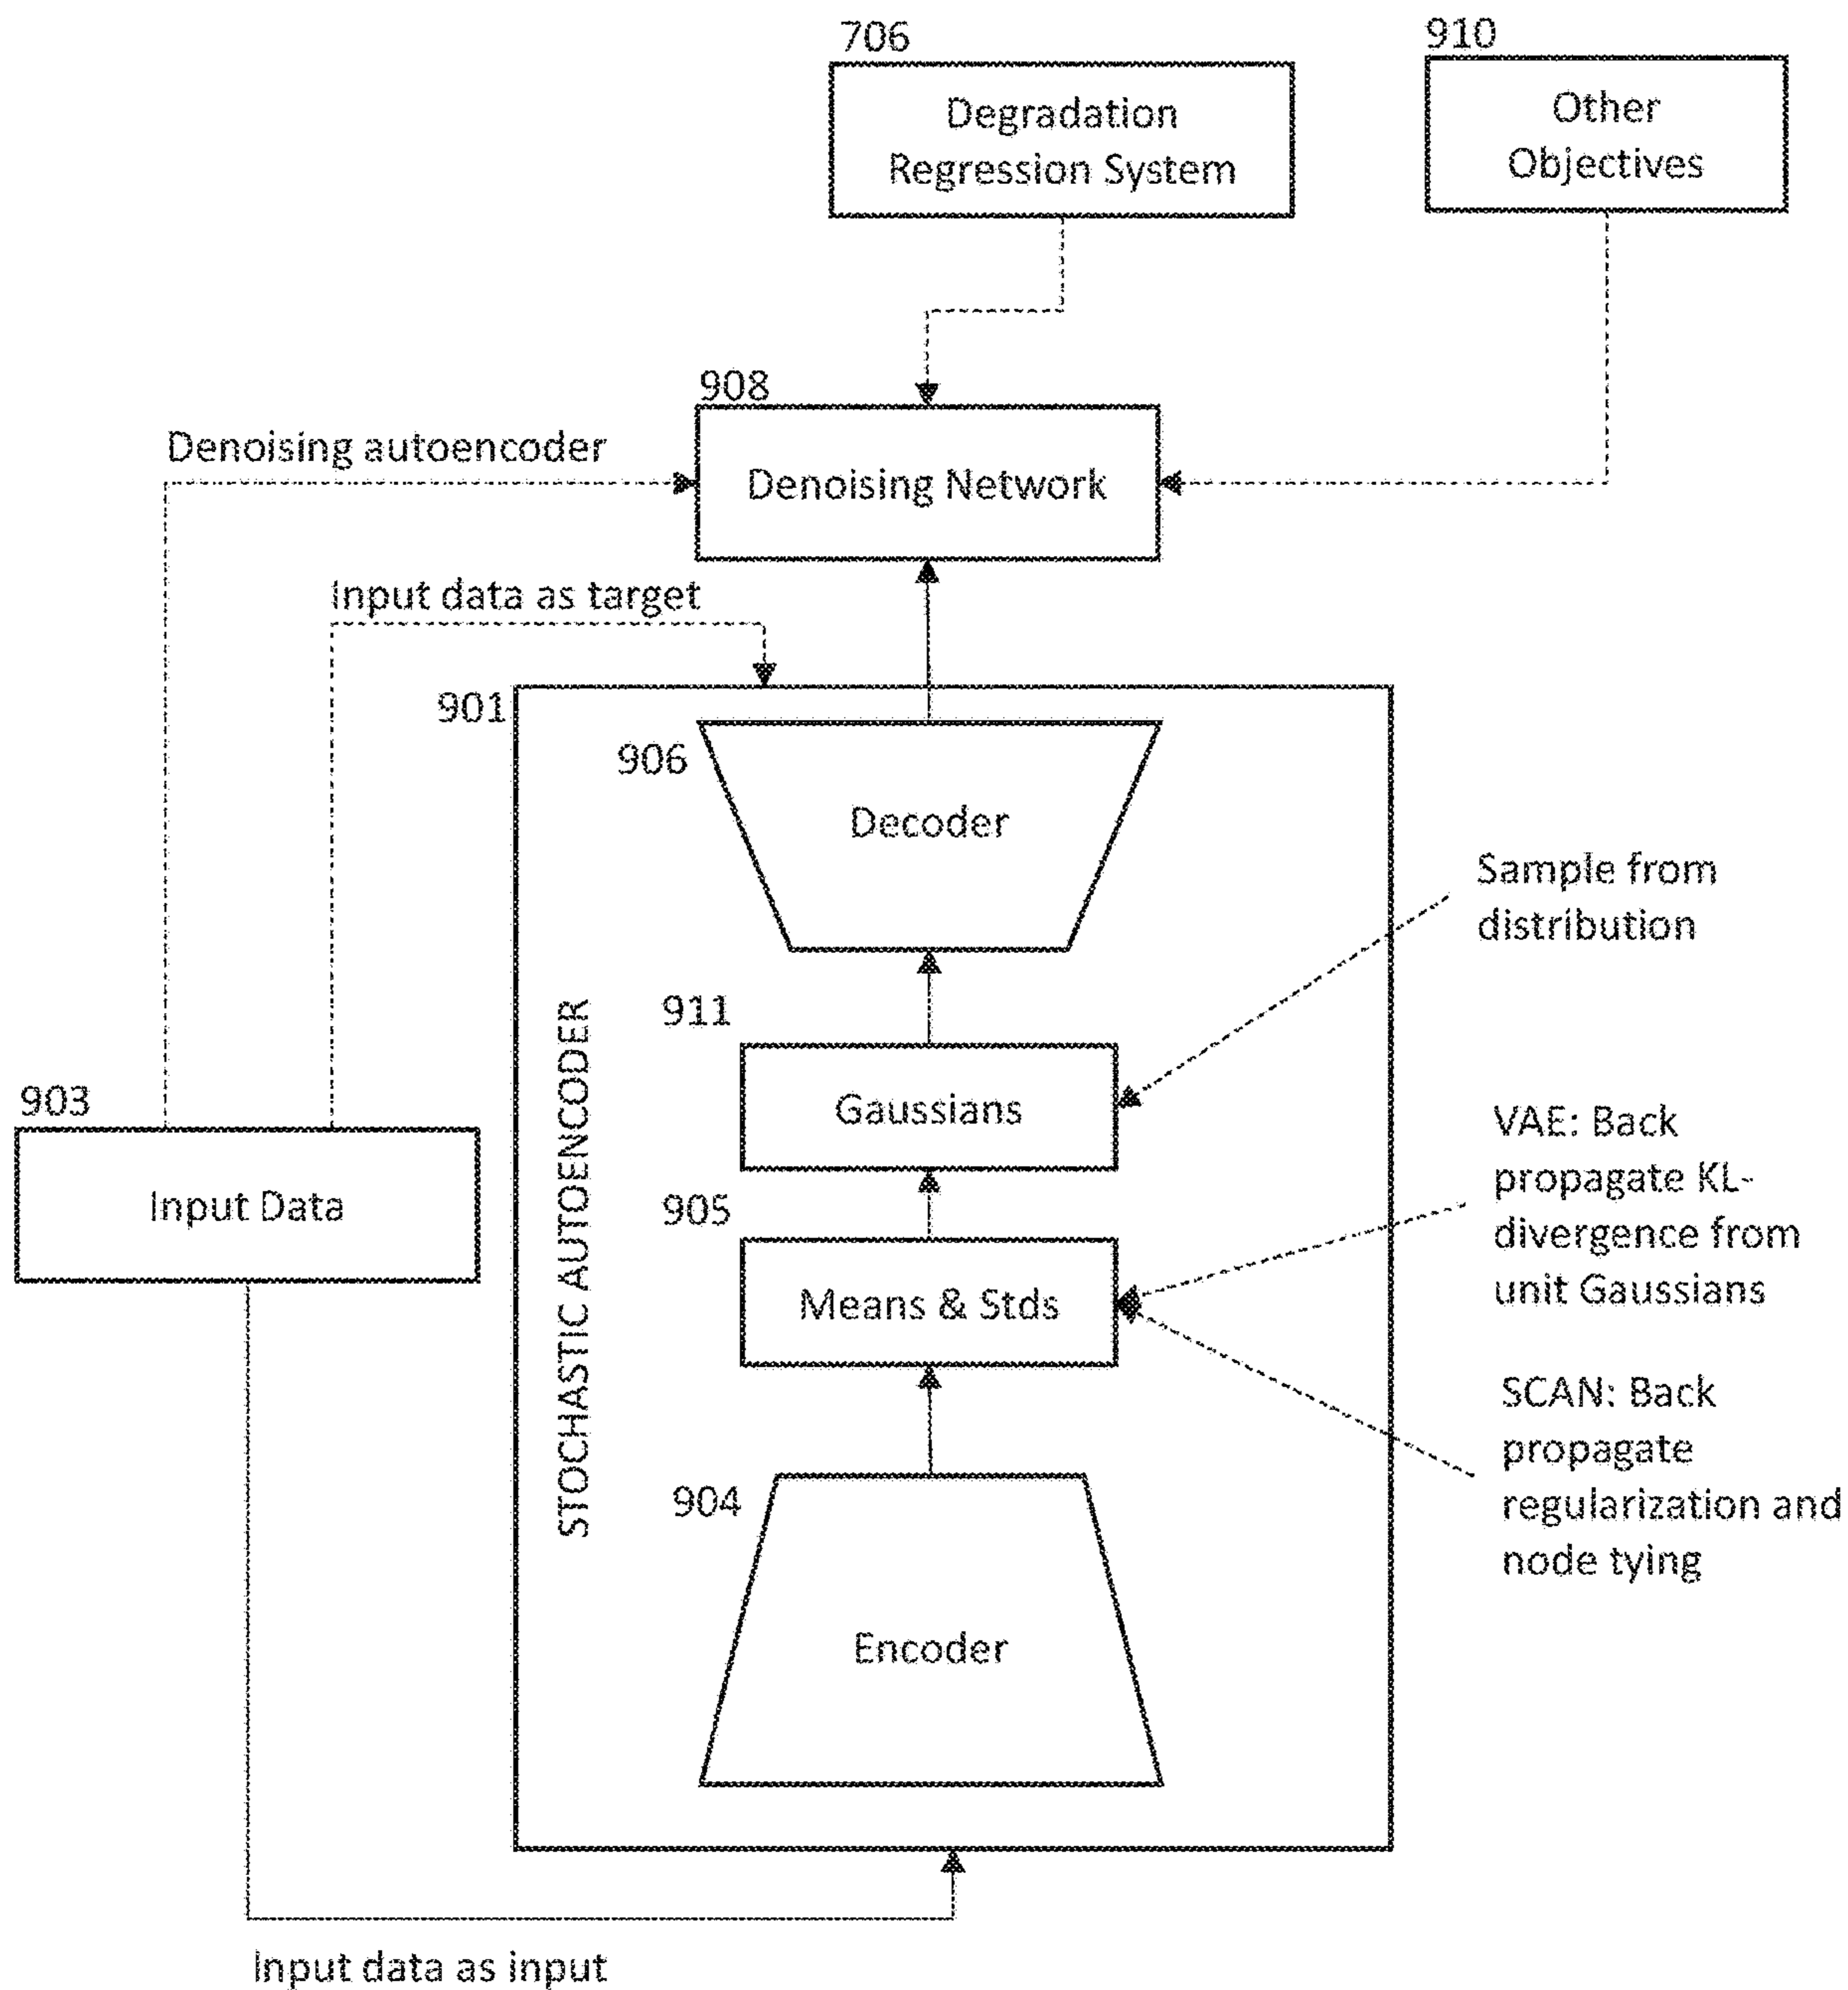 706
Degradation
Regression System
910
Other
Objectives
908
Denoising Network
Denoising autoencoder
Input data as target
901
906
Decoder
Sample from
distribution
911
Gaussians
STOCHASTIC AUTOENCODER
903
Input Data
905
Means & Stds
VAE: Back
propagate KL-
divergence from
unit Gaussians
SCAN: Back
propagate
regularization and
node tying
904
Encoder
Input data as input